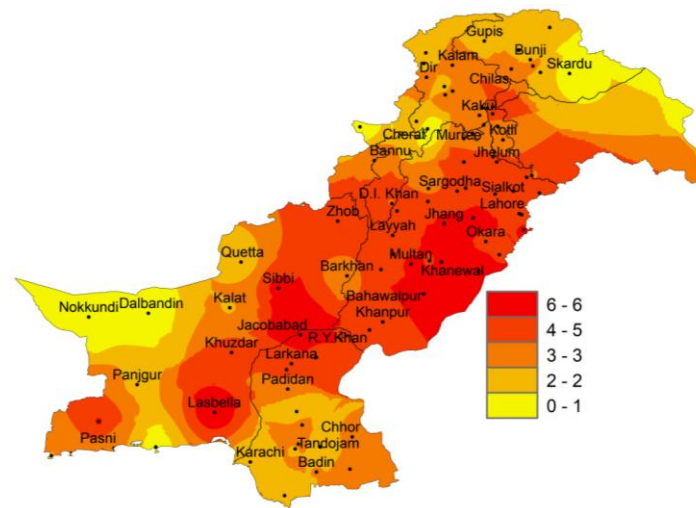 Gupis
Bunji
Kalam
Skardu
Dir
Chilas
Kakul
Cherat
Murree
Kotli
Bannu
Jhelum
Sargodha
Sialkot
D.I. Khan
Lahore
Zhob
Jhang
Layyah
Okara
Quetta
Multan
Barkhan
Khanewal
Sibbi
Bahawalpur
Nokkundi
Dalbandin
Kalat
Khanpur
Jacobabad
R.Y.Khan
Khuzdar
Larkana
Panjgur
Padidan
Lasbella
Pasni
Chhor
Tandojam
Karachi
Badin
6 - 6
4 - 5
3 - 3
2 - 2
0 - 1